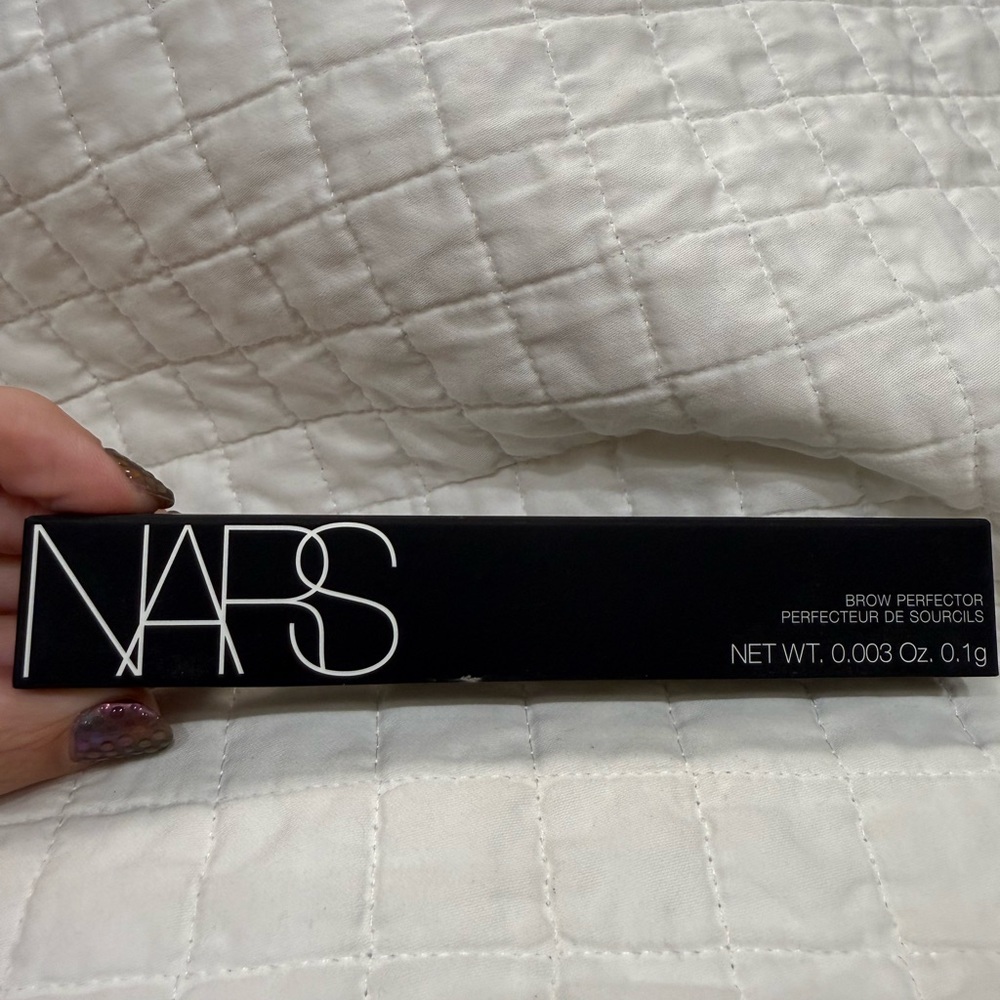 NARS
BROW PERFECTOR
PERFECTEUR DE SOURCILS
NET WT. 0.003 Oz. 0.1g